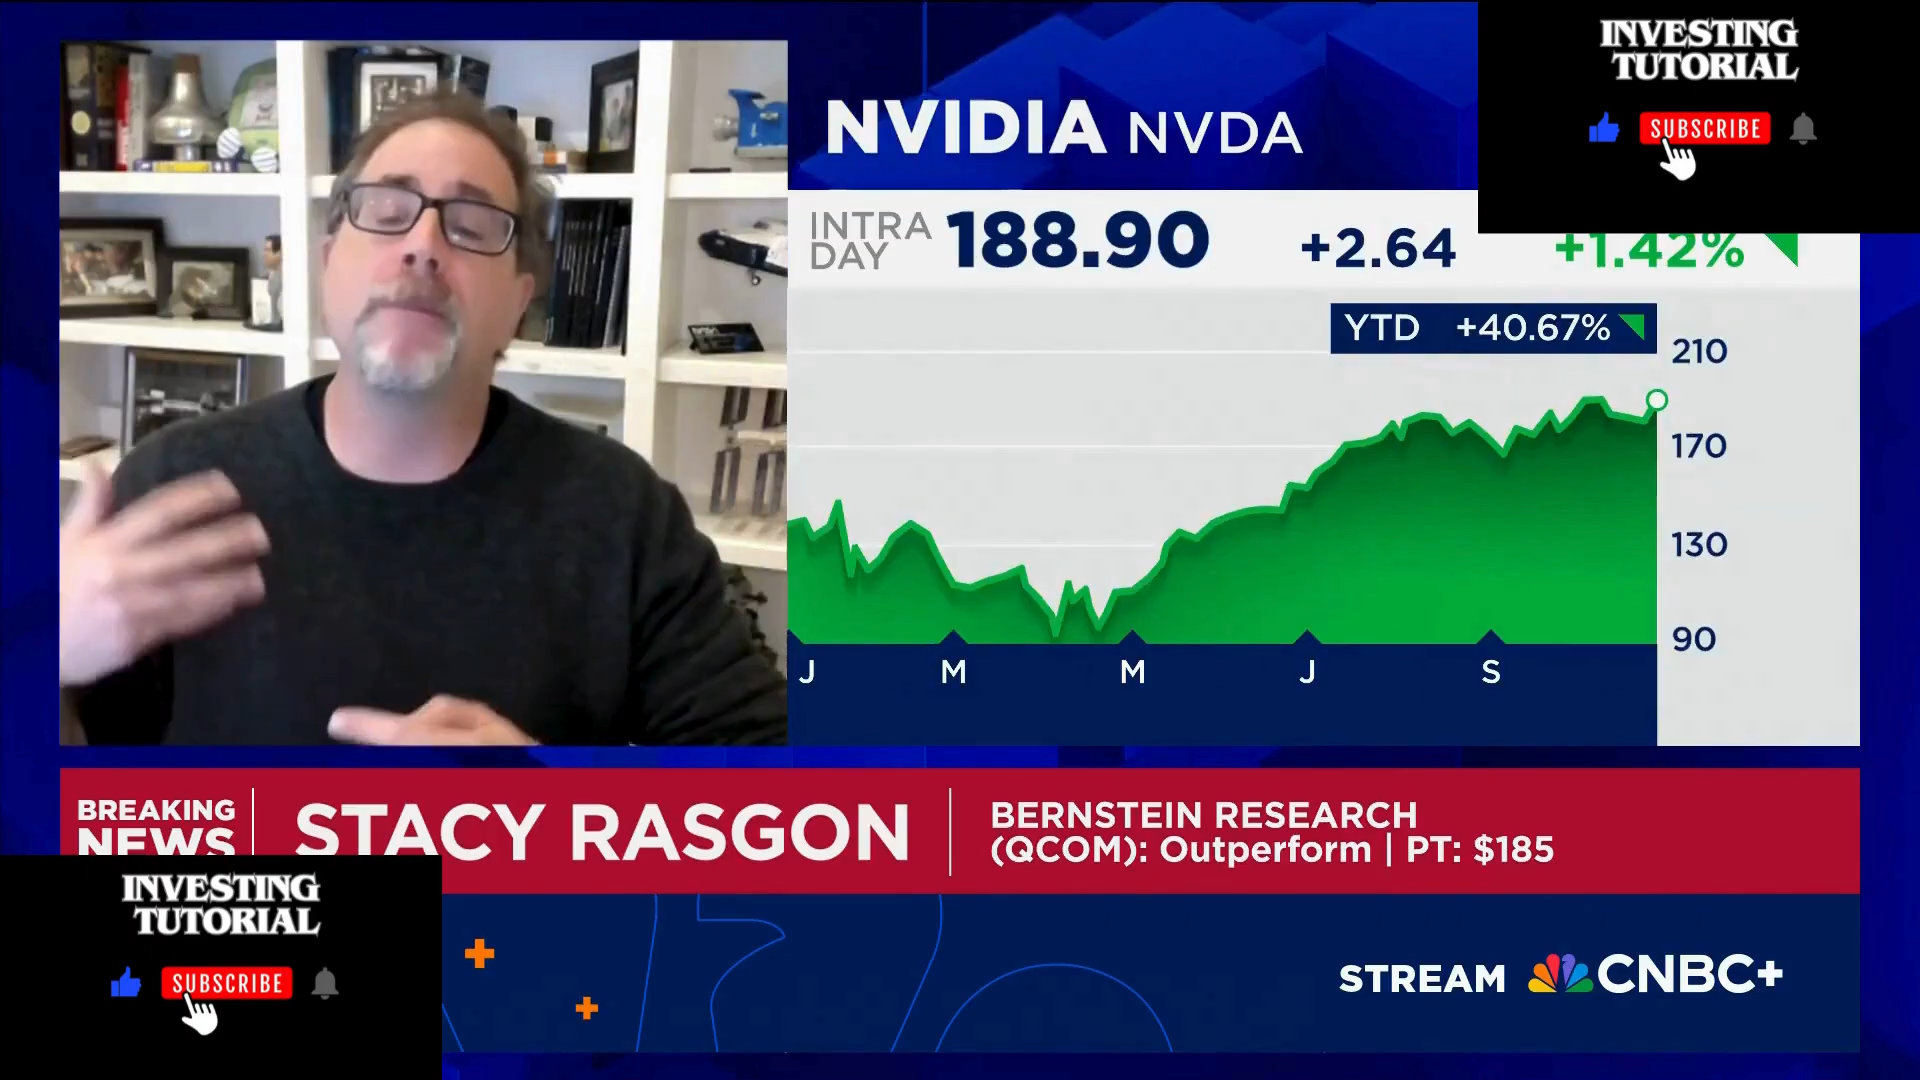 INVESTING
TUTORIAL
SUBSCRIBE
NVIDIA NVDA
INTRA
DAY
188.90
+2.64
+1.42%
YTD +40.67%
210
170
130
90
J
M
M
J
S
BREAKING
NEWS
STACY RASGON
BERNSTEIN RESEARCH
(QCOM): Outperform | PT: $185
INVESTING
TUTORIAL
SUBSCRIBE
STREAM CNBC+